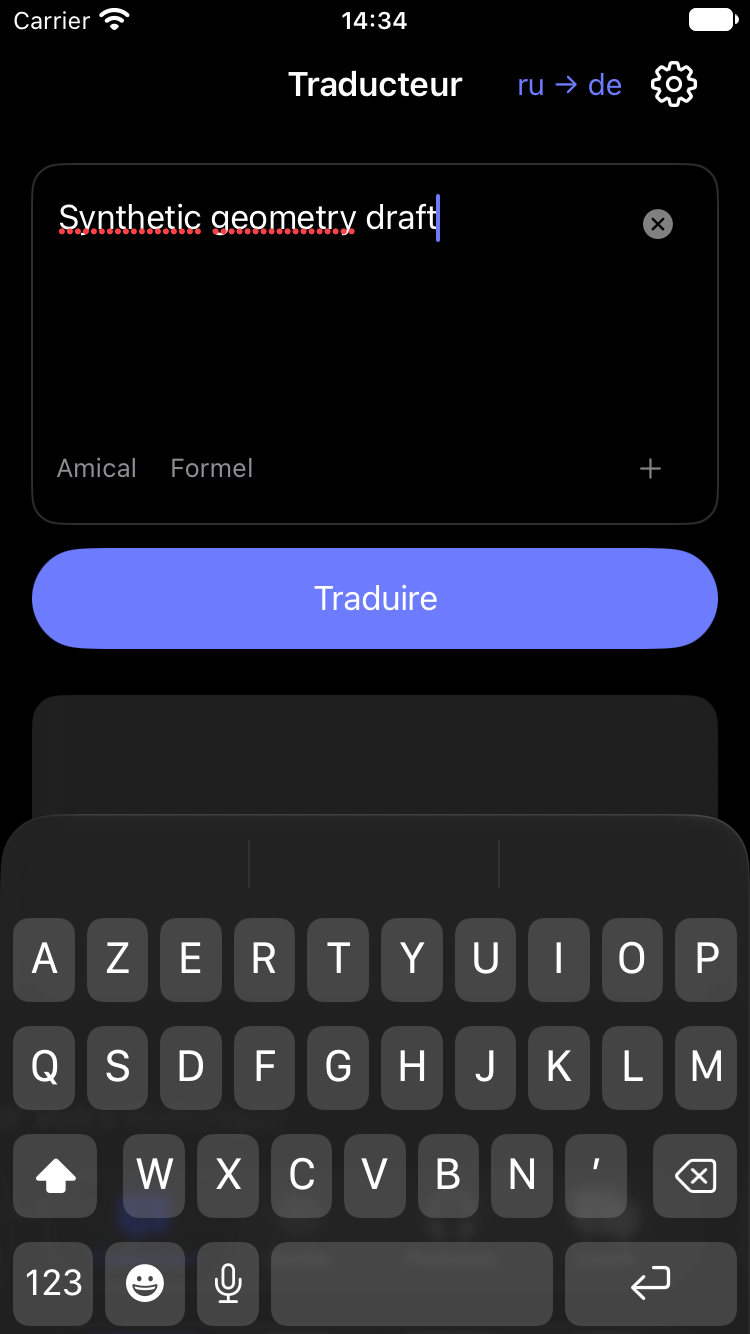 Carrier 14:34
Traducteur ru → de
Synthetic geometry draft
Amical Formel +
Traduire
A Z E R T Y U I O P
Q S D F G H J K L M
W X C V B N '
123